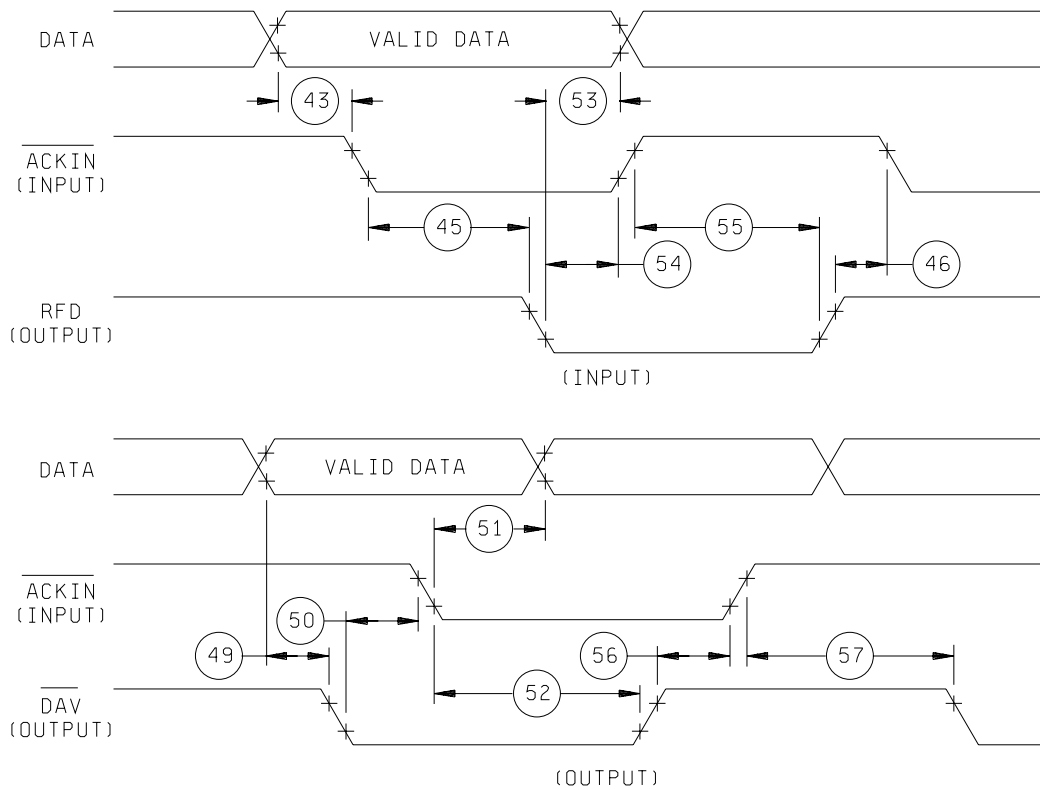 DATA
VALID DATA
43
53
ACKIN
(INPUT)
45
55
54
46
RFD
(OUTPUT)
(INPUT)
DATA
VALID DATA
51
ACKIN
(INPUT)
50
49
56
57
52
DAV
(OUTPUT)
(OUTPUT)